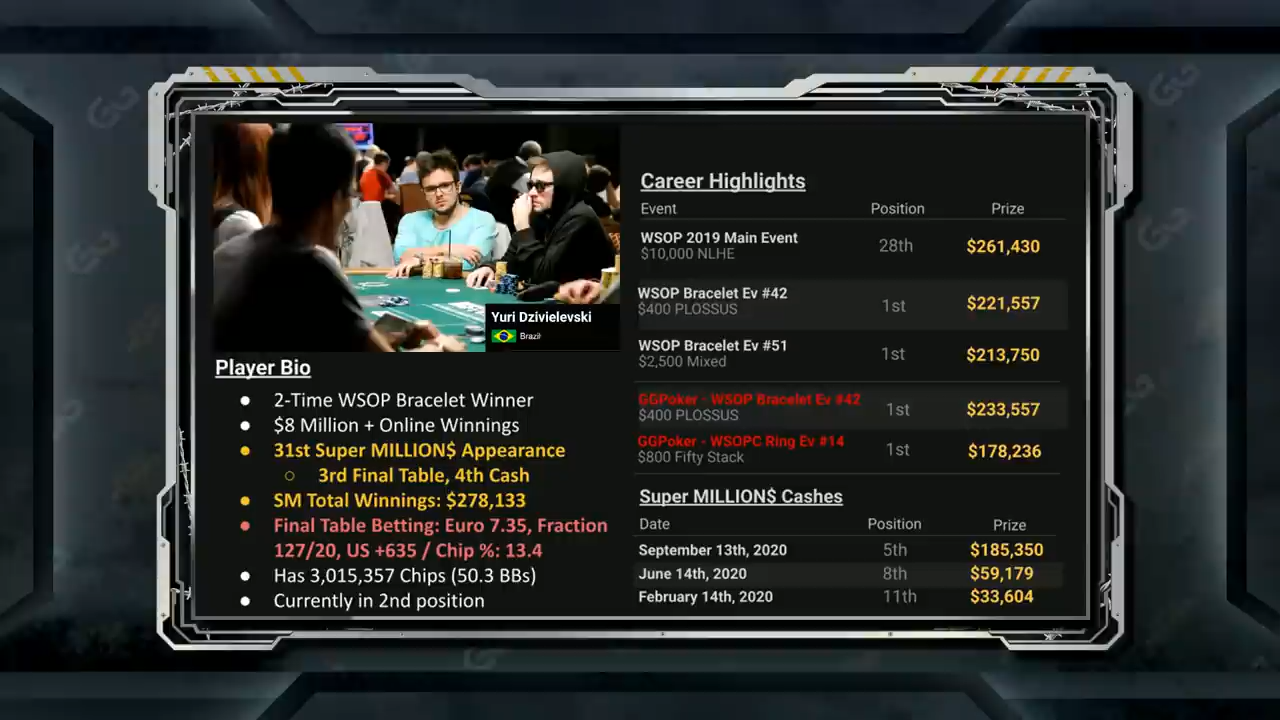 Yuri Dzivielevski
Brazil
Player Bio
2-Time WSOP Bracelet Winner
$8 Million + Online Winnings
31st Super MILLION$ Appearance
3rd Final Table, 4th Cash
SM Total Winnings: $278,133
Final Table Betting: Euro 7.35, Fraction
127/20, US +635 / Chip %: 13.4
Has 3,015,357 Chips (50.3 BBs)
Currently in 2nd position
Career Highlights
Event Position Prize
WSOP 2019 Main Event
$10,000 NLHE 28th $261,430
WSOP Bracelet Ev #42
$400 PLOSSUS 1st $221,557
WSOP Bracelet Ev #51
$2,500 Mixed 1st $213,750
GGPoker - WSOP Bracelet Ev #42
$400 PLOSSUS 1st $233,557
GGPoker - WSOPC Ring Ev #14
$800 Fifty Stack 1st $178,236
Super MILLION$ Cashes
Date Position Prize
September 13th, 2020 5th $185,350
June 14th, 2020 8th $59,179
February 14th, 2020 11th $33,604